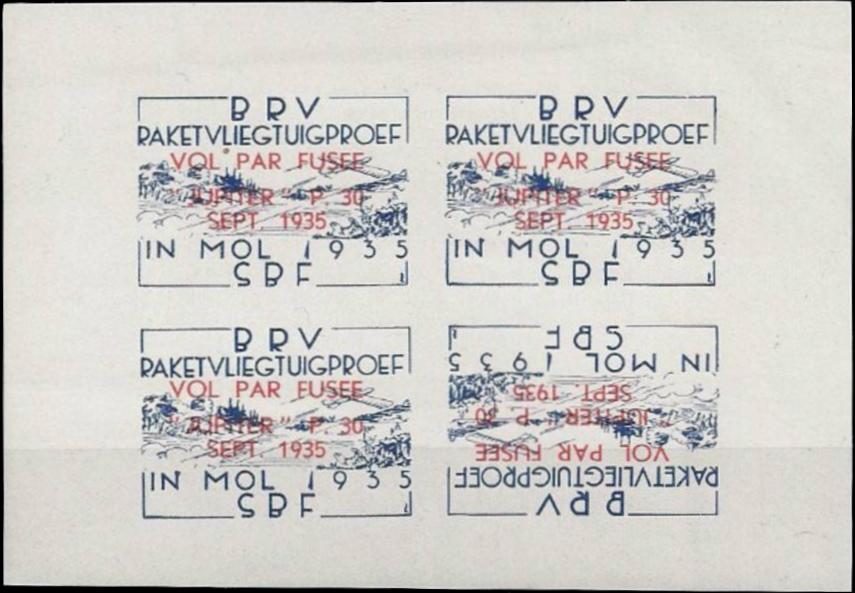 B R V
RAKETVLIEGTUIGPROEF
VOL PAR FUSEE
"JUPITER" P. 30
SEPT. 1935
IN MOL 1935
SBF
B R V
RAKETVLIEGTUIGPROEF
VOL PAR FUSEE
"JUPITER" P. 30
SEPT. 1935
IN MOL 1935
SBF
B R V
RAKETVLIEGTUIGPROEF
VOL PAR FUSEE
"JUPITER" P. 30
SEPT. 1935
IN MOL 1935
SBF
B R V
RAKETVLIEGTUIGPROEF
VOL PAR FUSEE
"JUPITER" P. 30
SEPT. 1935
IN MOL 1935
SBF